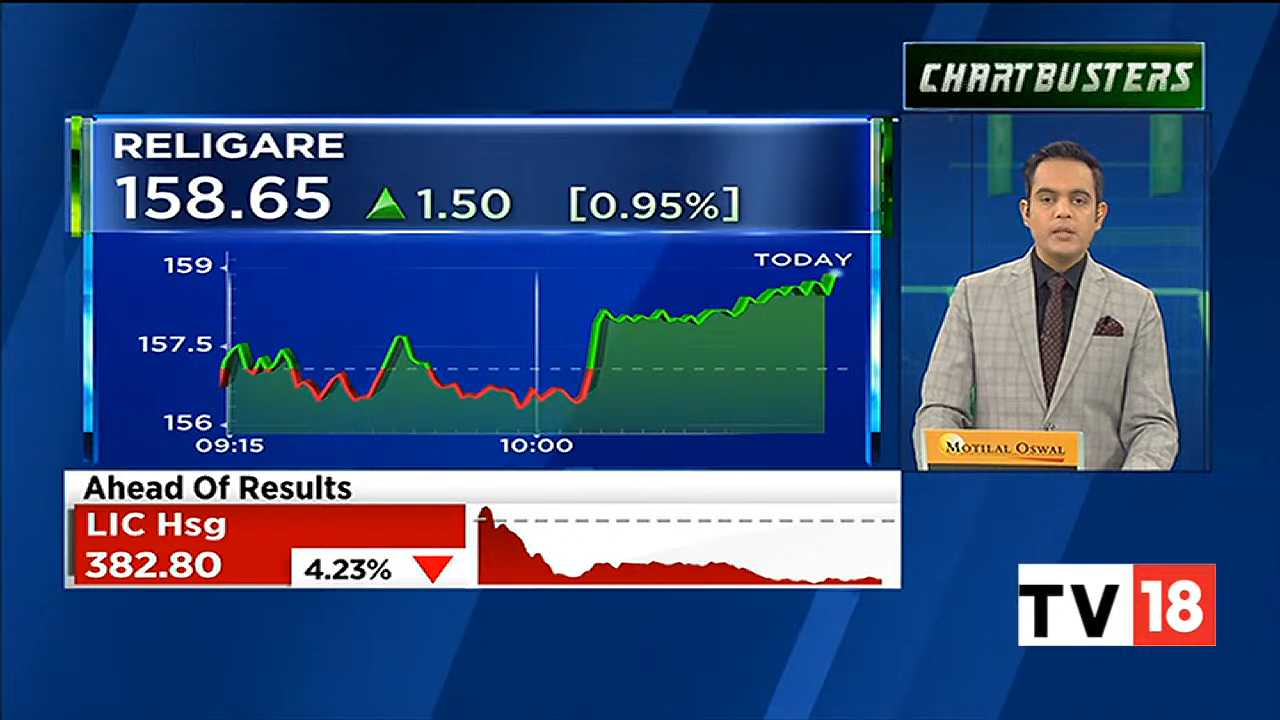 CHARTBUSTERS
RELIGARE
158.65 ▲ 1.50 [0.95%]
TODAY
159
157.5
156
09:15 10:00
MOTILAL OSWAL
Ahead Of Results
LIC Hsg
382.80 4.23% ▼
TV18